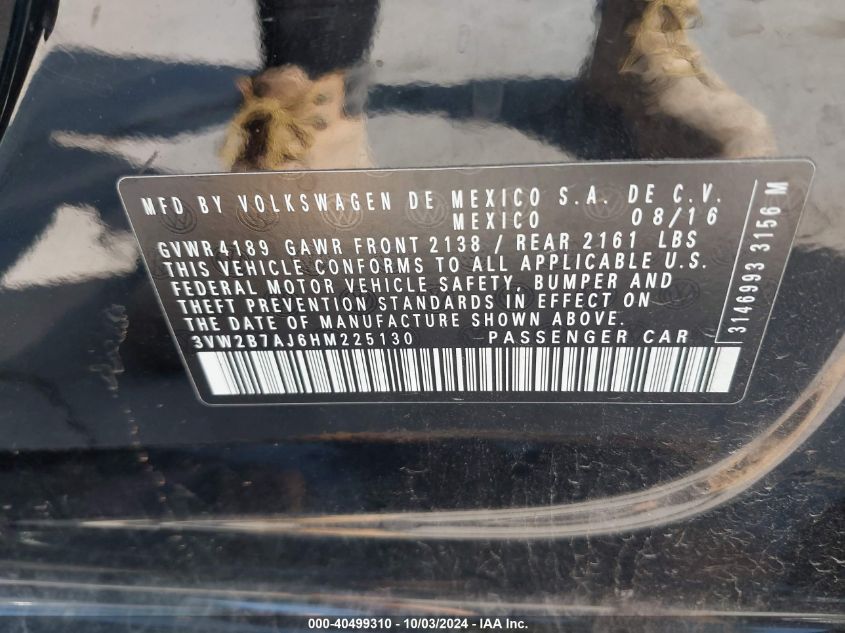 MFD BY VOLKSWAGEN DE MEXICO S.A. DE C.V.
MEXICO 08/16
GVWR4189 GAWR FRONT 2138 / REAR 2161 LBS
THIS VEHICLE CONFORMS TO ALL APPLICABLE U.S.
FEDERAL MOTOR VEHICLE SAFETY, BUMPER AND
THEFT PREVENTION STANDARDS IN EFFECT ON
THE DATE OF MANUFACTURE SHOWN ABOVE.
3VW2B7AJ6HM225130 PASSENGER CAR
3146993 3156 M
000-40499310 - 10/03/2024 - IAA Inc.